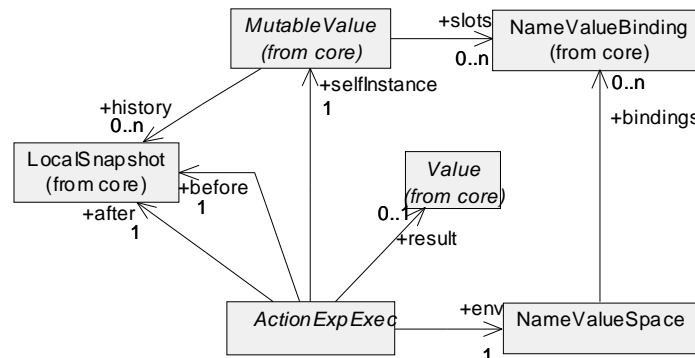 MutableValue
(from core)
+slots
0..n
NameValueBinding
(from core)
+selfInstance
1
0..n
+bindings
+history
0..n
LocalSnapshot
(from core)
+before
1
+after
1
Value
(from core)
0..1
+result
ActionExpExec
+env
1
NameValueSpace